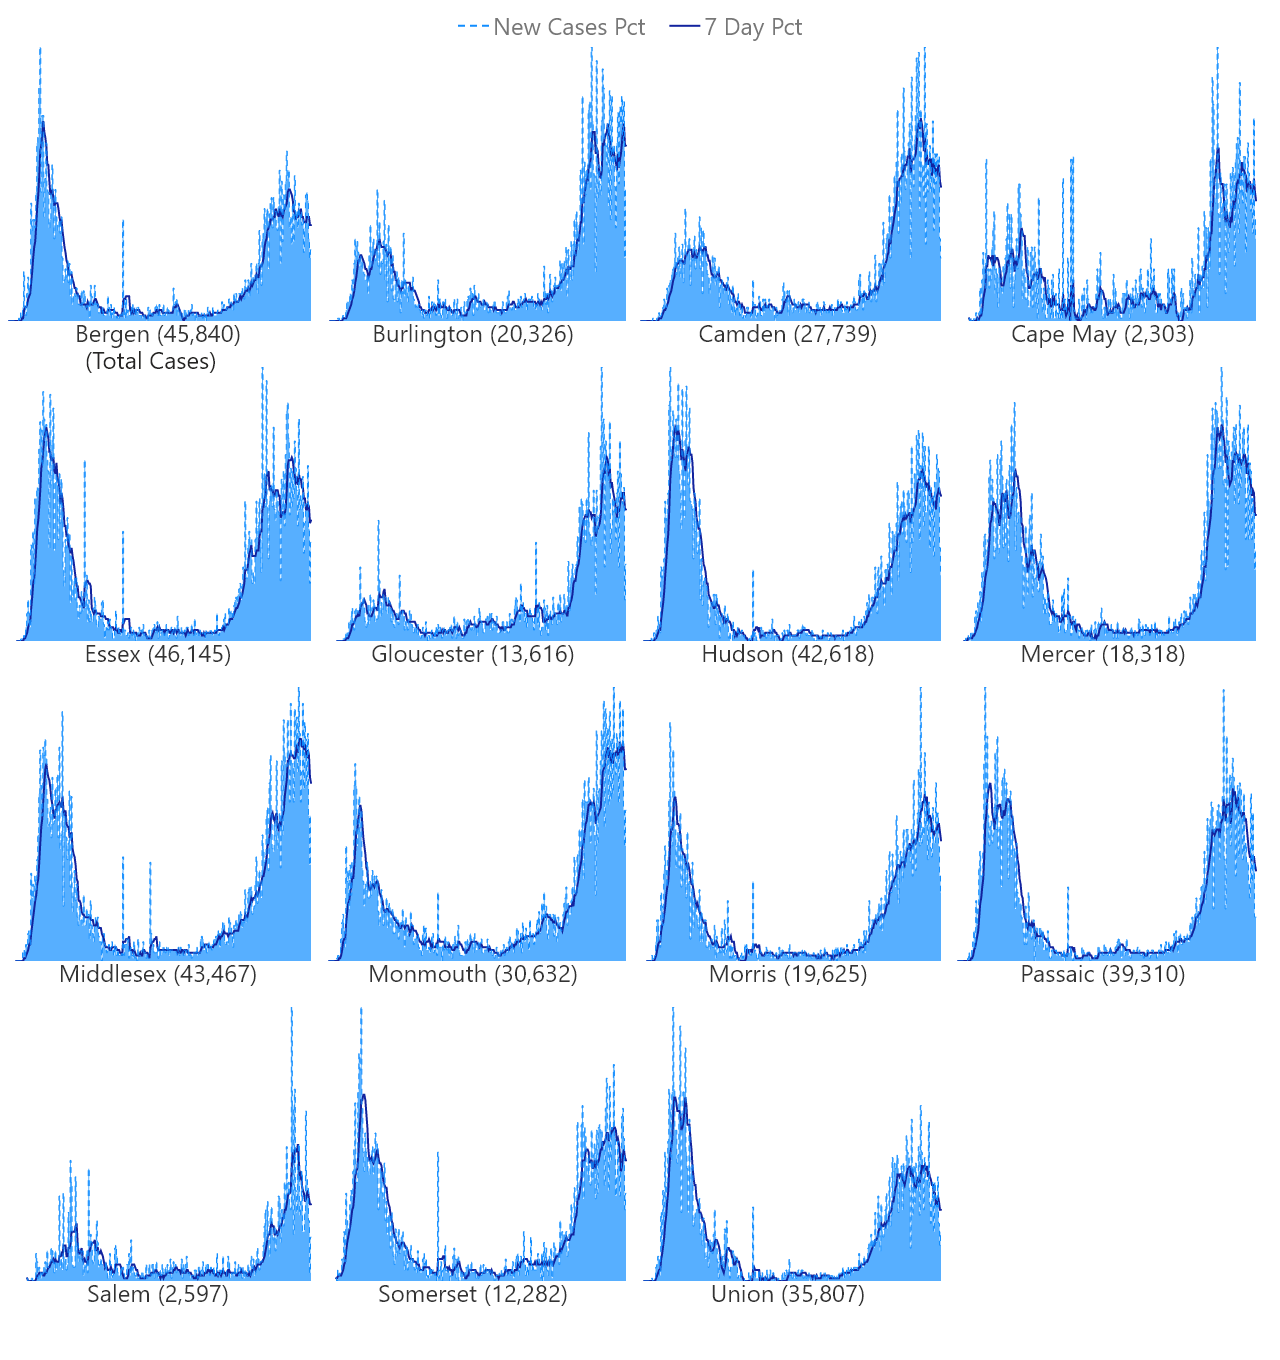 New Cases Pct 7 Day Pct
Bergen (45,840) Burlington (20,326) Camden (27,739) Cape May (2,303)
(Total Cases)
Essex (46,145) Gloucester (13,616) Hudson (42,618) Mercer (18,318)
Middlesex (43,467) Monmouth (30,632) Morris (19,625) Passaic (39,310)
Salem (2,597) Somerset (12,282) Union (35,807)